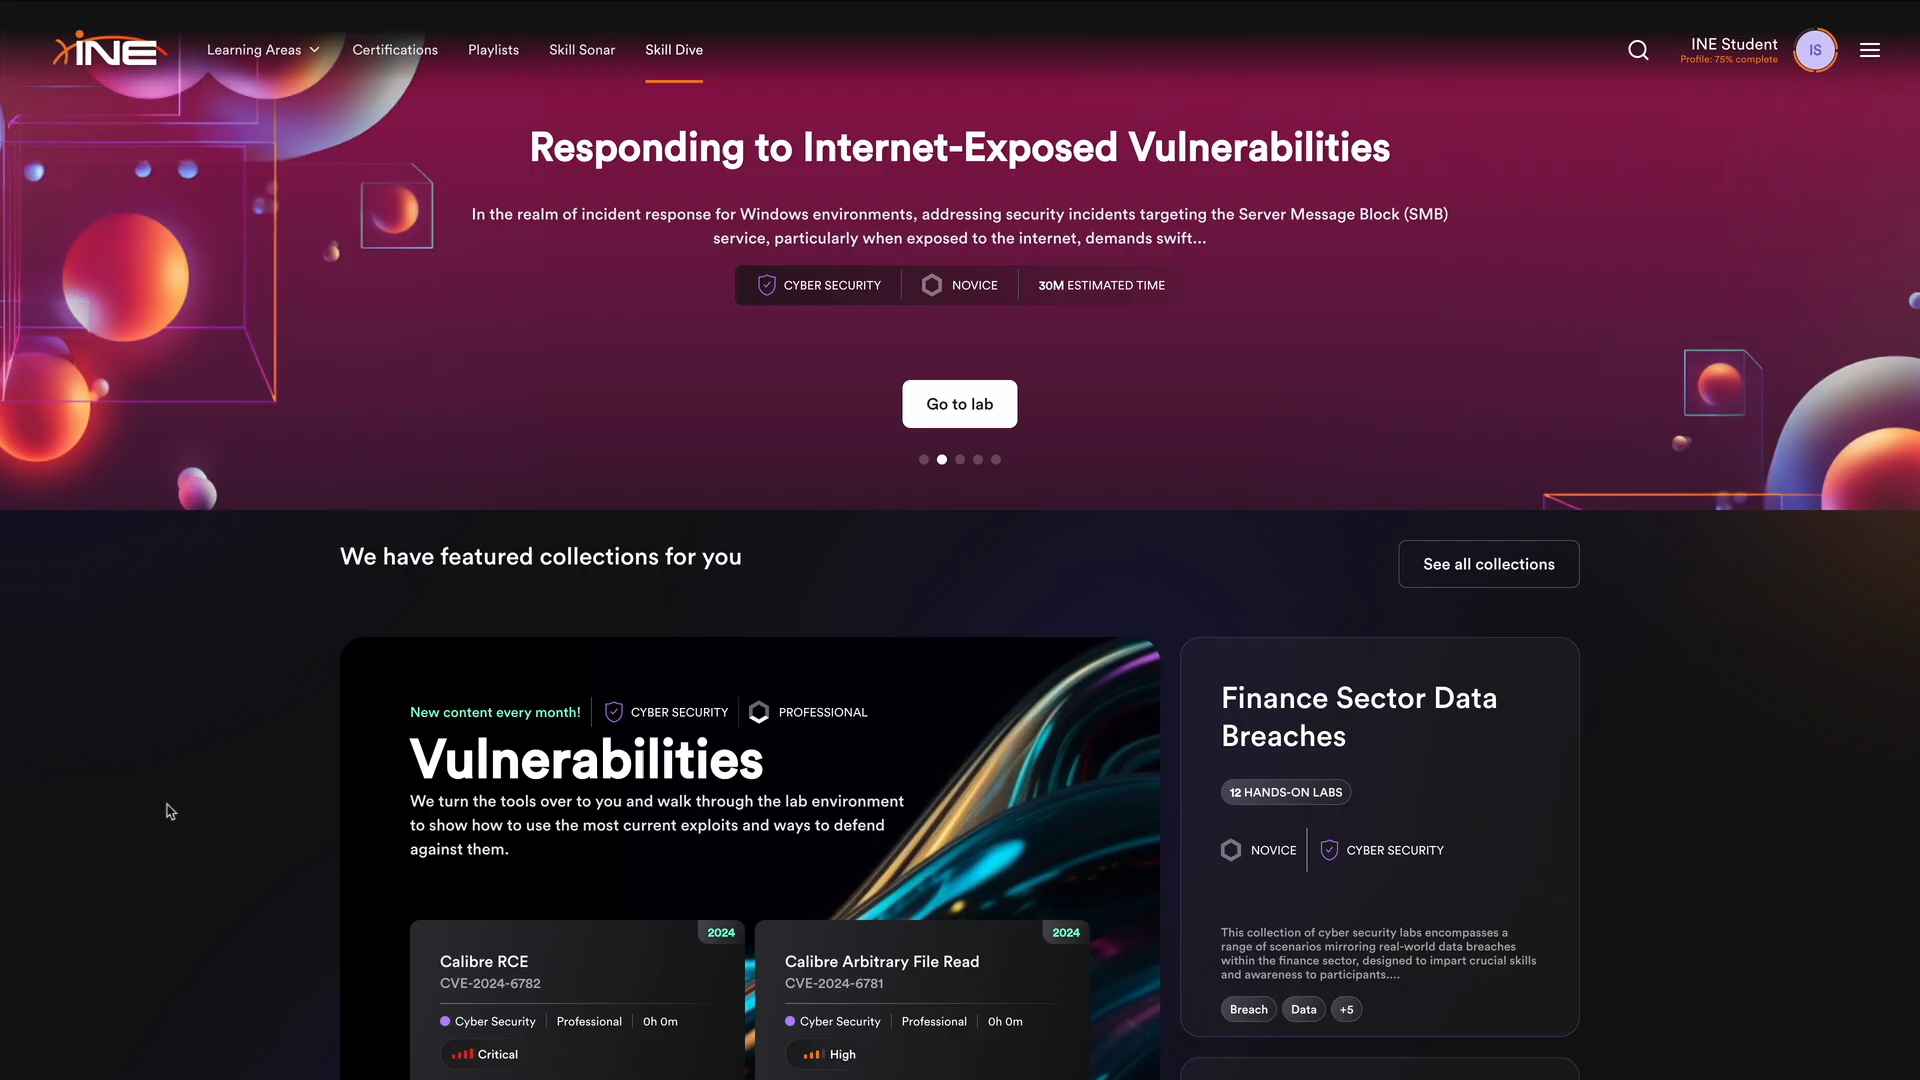 INE
Learning Areas
Certifications
Playlists
Skill Sonar
Skill Dive
INE Student
Profile: 75% complete
IS
Responding to Internet-Exposed Vulnerabilities
In the realm of incident response for Windows environments, addressing security incidents targeting the Server Message Block (SMB)
service, particularly when exposed to the internet, demands swift...
CYBER SECURITY
NOVICE
30M ESTIMATED TIME
Go to lab
We have featured collections for you
See all collections
New content every month!
CYBER SECURITY
PROFESSIONAL
Vulnerabilities
We turn the tools over to you and walk through the lab environment
to show how to use the most current exploits and ways to defend
against them.
2024
Calibre RCE
CVE-2024-6782
Cyber Security
Professional
0h 0m
Critical
2024
Calibre Arbitrary File Read
CVE-2024-6781
Cyber Security
Professional
0h 0m
High
Finance Sector Data
Breaches
12 HANDS-ON LABS
NOVICE
CYBER SECURITY
This collection of cyber security labs encompasses a
range of scenarios mirroring real-world data breaches
within the finance sector, designed to impart crucial skills
and awareness to participants....
Breach
Data
+5